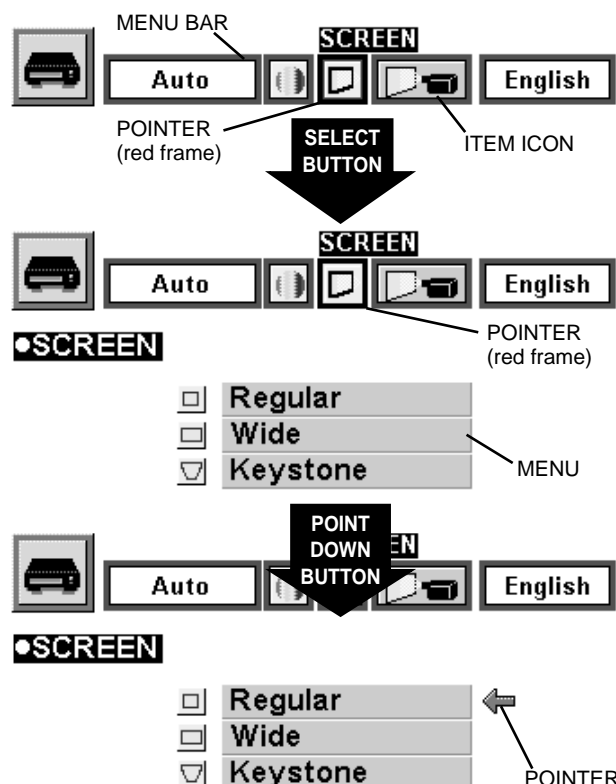 MENU BAR
SCREEN
Auto
English
POINTER
(red frame)
SELECT
BUTTON
ITEM ICON
SCREEN
Auto
English
POINTER
(red frame)
●SCREEN
Regular
Wide
Keystone
MENU
POINT
DOWN
BUTTON
EN
Auto
English
●SCREEN
Regular
Wide
Keystone
POINTER